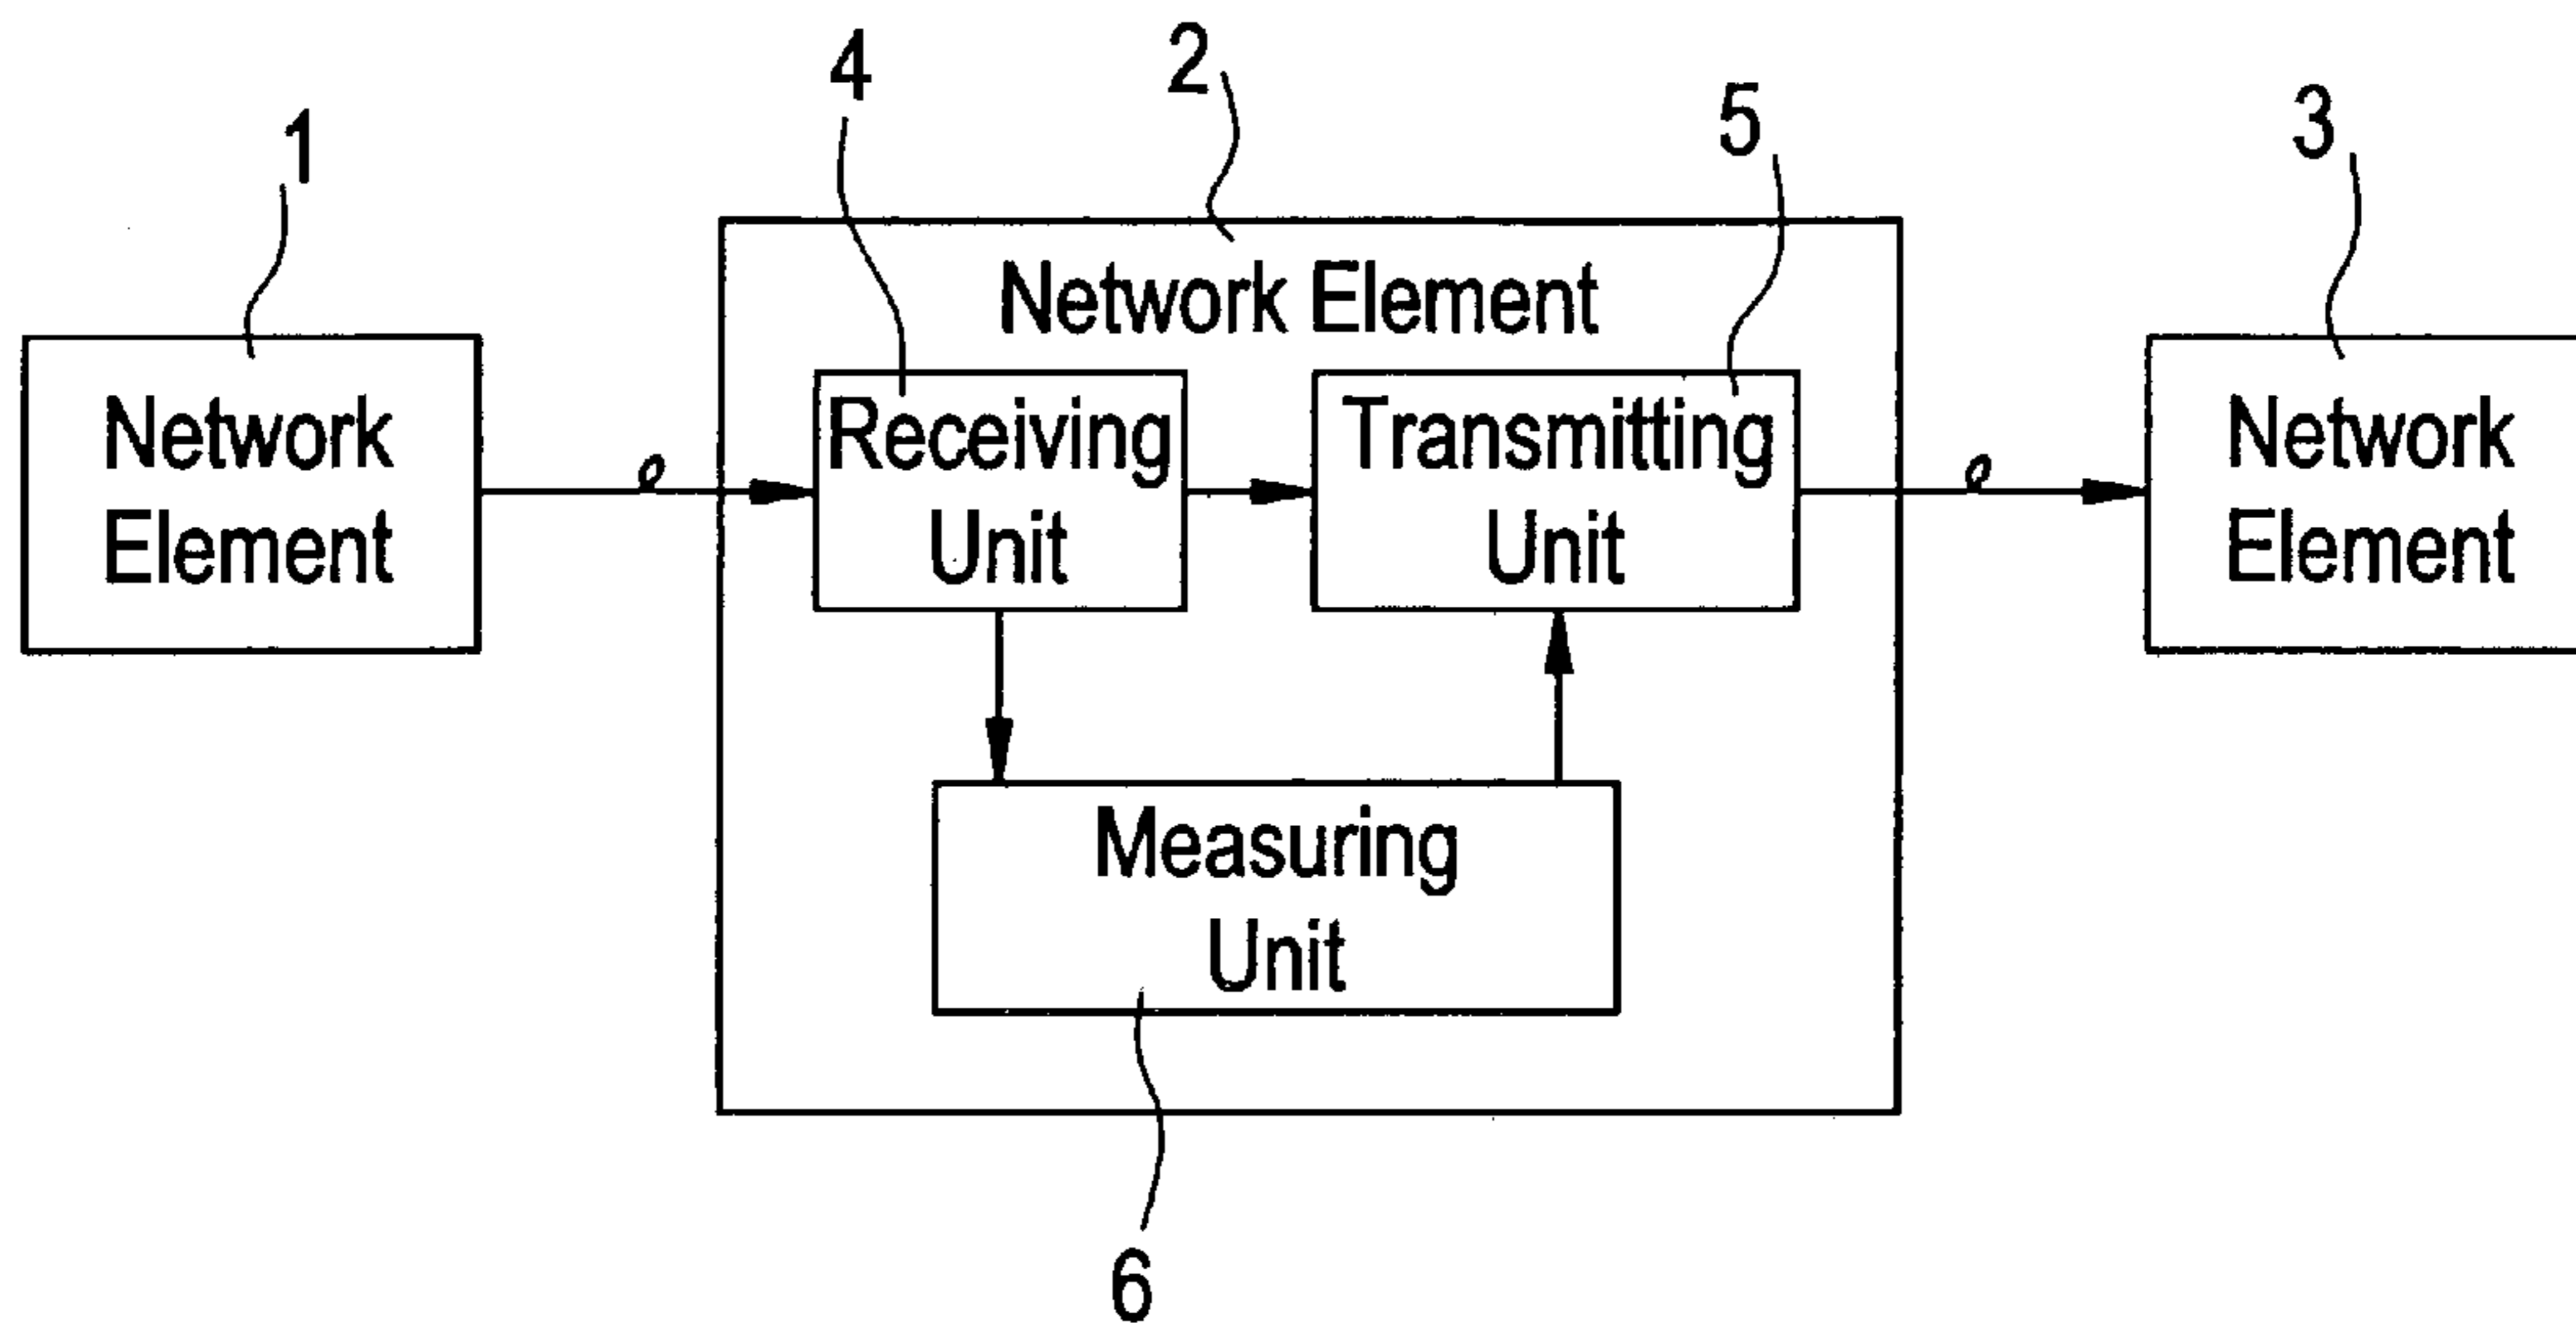 4
2
1
5
3
Network Element
Network
Element
Receiving
Unit
Transmitting
Unit
Network
Element
Measuring
Unit
6